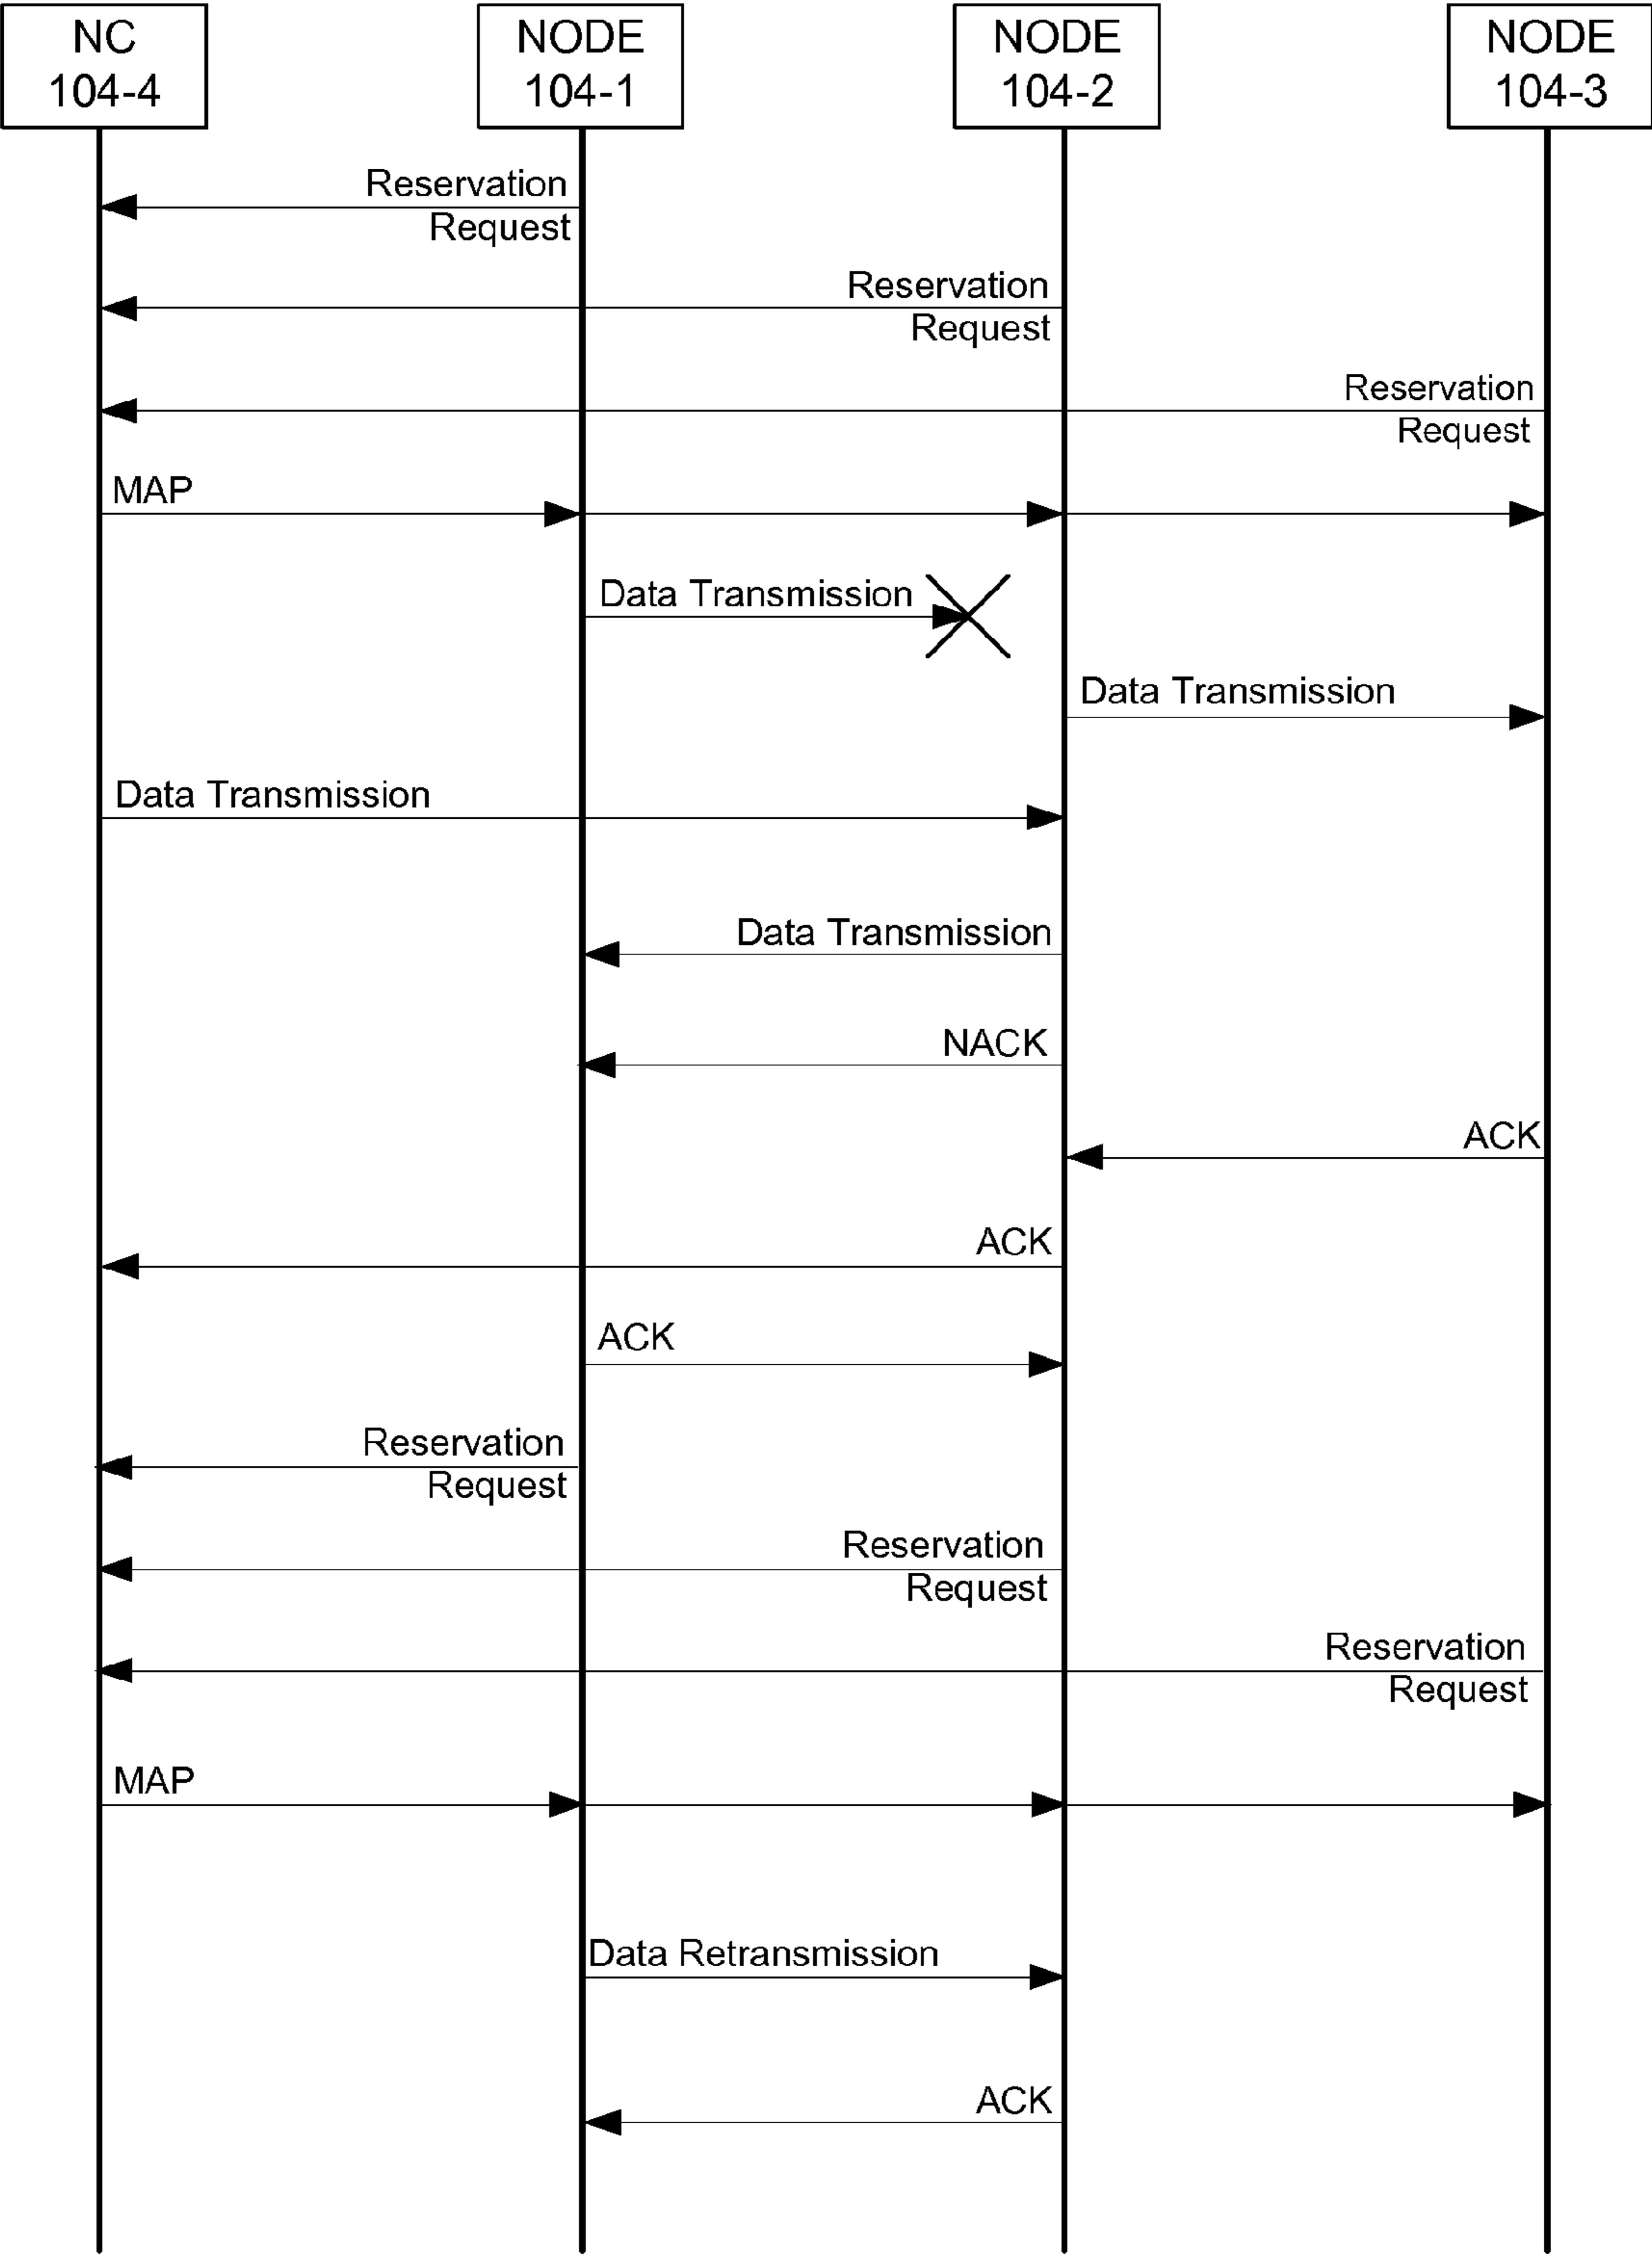 NC
104-4
NODE
104-1
NODE
104-2
NODE
104-3
Reservation
Request
Reservation
Request
Reservation
Request
MAP
Data Transmission
Data Transmission
Data Transmission
Data Transmission
NACK
ACK
ACK
ACK
Reservation
Request
Reservation
Request
Reservation
Request
MAP
Data Retransmission
ACK